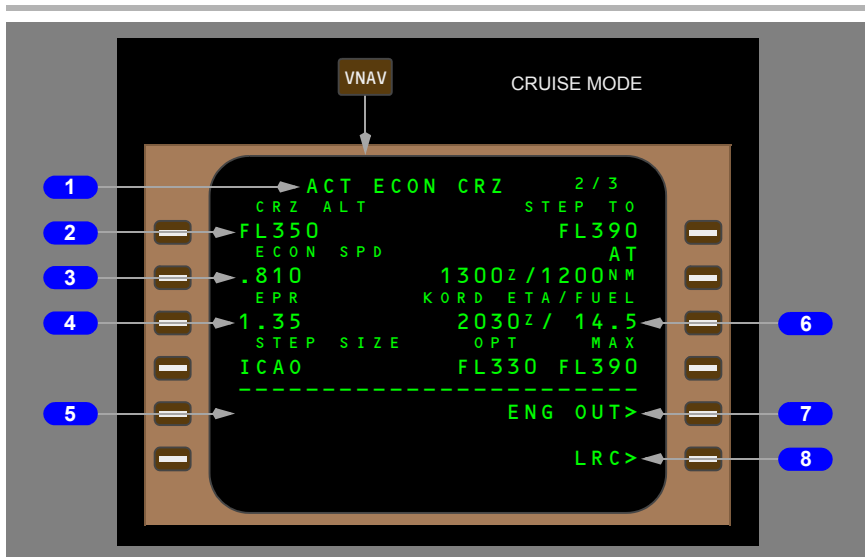 VNAV
CRUISE MODE
1 ACT ECON CRZ 2/3
CRZ ALT STEP TO
2 FL350 FL390
ECON SPD AT
3 .810 1300Z/1200NM
EPR KORD ETA/FUEL
4 1.35 2030Z/ 14.5 6
STEP SIZE OPT MAX
ICAO FL330 FL390
--------------------------
5 ENG OUT> 7
LRC> 8